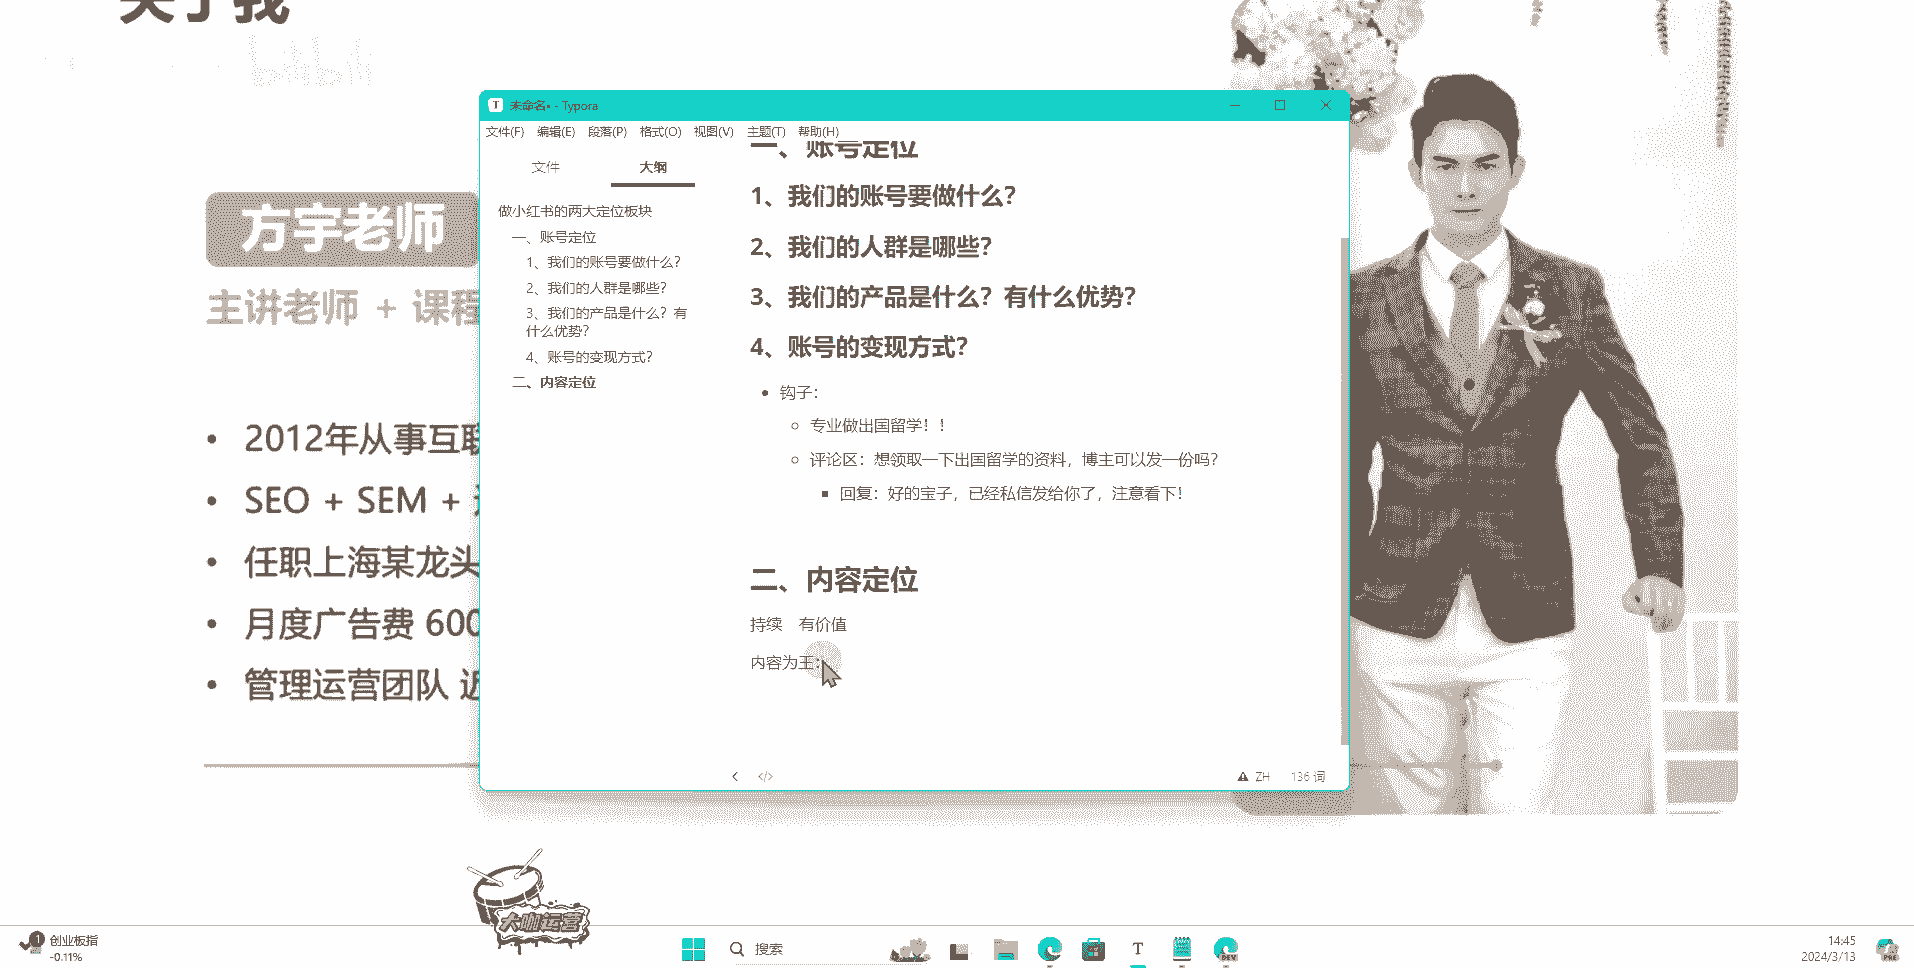 关于我
bilibili
方宇老师
主讲老师 + 课程
2012年从事互联
SEO + SEM +
任职上海某龙头
月度广告费 600
管理运营团队 近
未命名• - Typora
文件(F) 编辑(E) 段落(P) 格式(O) 视图(V) 主题(T) 帮助(H)
文件 大纲
做小红书的两大定位板块
一、账号定位
1、我们的账号要做什么?
2、我们的人群是哪些?
3、我们的产品是什么?有
什么优势?
4、账号的变现方式?
二、内容定位
一、账号定位
1、我们的账号要做什么?
2、我们的人群是哪些?
3、我们的产品是什么?有什么优势?
4、账号的变现方式?
钩子:
专业做出国留学!!
评论区:想领取一下出国留学的资料,博主可以发一份吗?
回复:好的宝子,已经私信发给你了,注意看下!
二、内容定位
持续 有价值
内容为王:
ZH 136 词
大咖运营
1 创业板指
-0.11%
搜索
T
DEV
14:45
2024/3/13
PRE